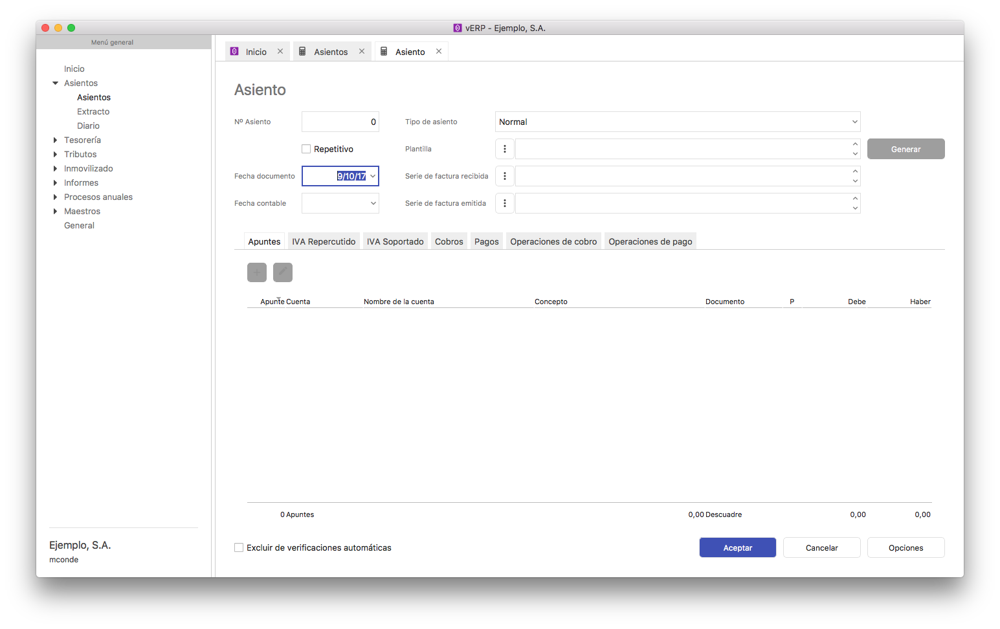 vERP - Ejemplo, S.A.
Menú general
Inicio
Asientos
Asientos
Extracto
Diario
Tesorería
Tributos
Inmovilizado
Informes
Procesos anuales
Maestros
General
Ejemplo, S.A.
mconde
Inicio Asientos Asiento
Asiento
Nº Asiento 0 Tipo de asiento Normal
Repetitivo Plantilla Generar
Fecha documento 9/10/17 Serie de factura recibida
Fecha contable Serie de factura emitida
Apuntes IVA Repercutido IVA Soportado Cobros Pagos Operaciones de cobro Operaciones de pago
Apunte Cuenta Nombre de la cuenta Concepto Documento P Debe Haber
0 Apuntes 0,00 Descuadre 0,00 0,00
Excluir de verificaciones automáticas Aceptar Cancelar Opciones